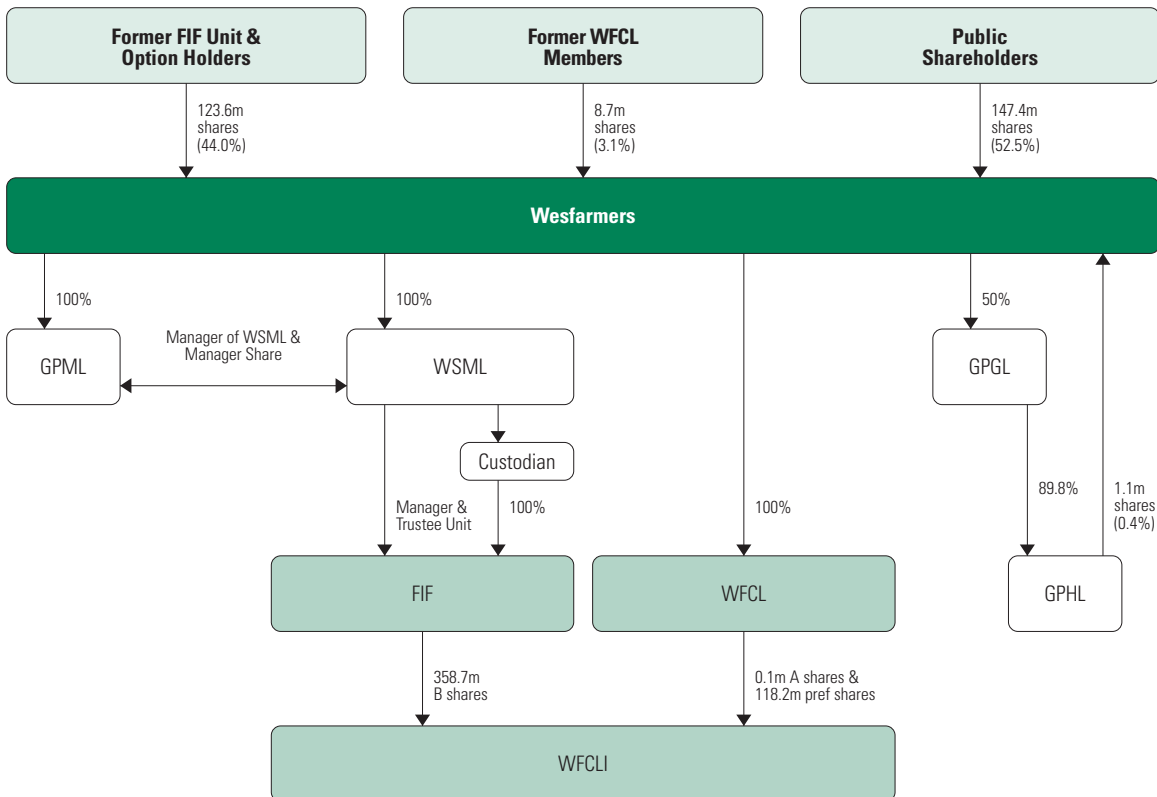 Former FIF Unit &
Option Holders
Former WFCL
Members
Public
Shareholders
123.6m
shares
(44.0%)
8.7m
shares
(3.1%)
147.4m
shares
(52.5%)
Wesfarmers
100%
100%
50%
Manager of WSML &
Manager Share
GPML
WSML
GPGL
Custodian
Manager &
Trustee Unit
100%
100%
89.8%
1.1m
shares
(0.4%)
FIF
WFCL
GPHL
358.7m
B shares
0.1m A shares &
118.2m pref shares
WFCLI